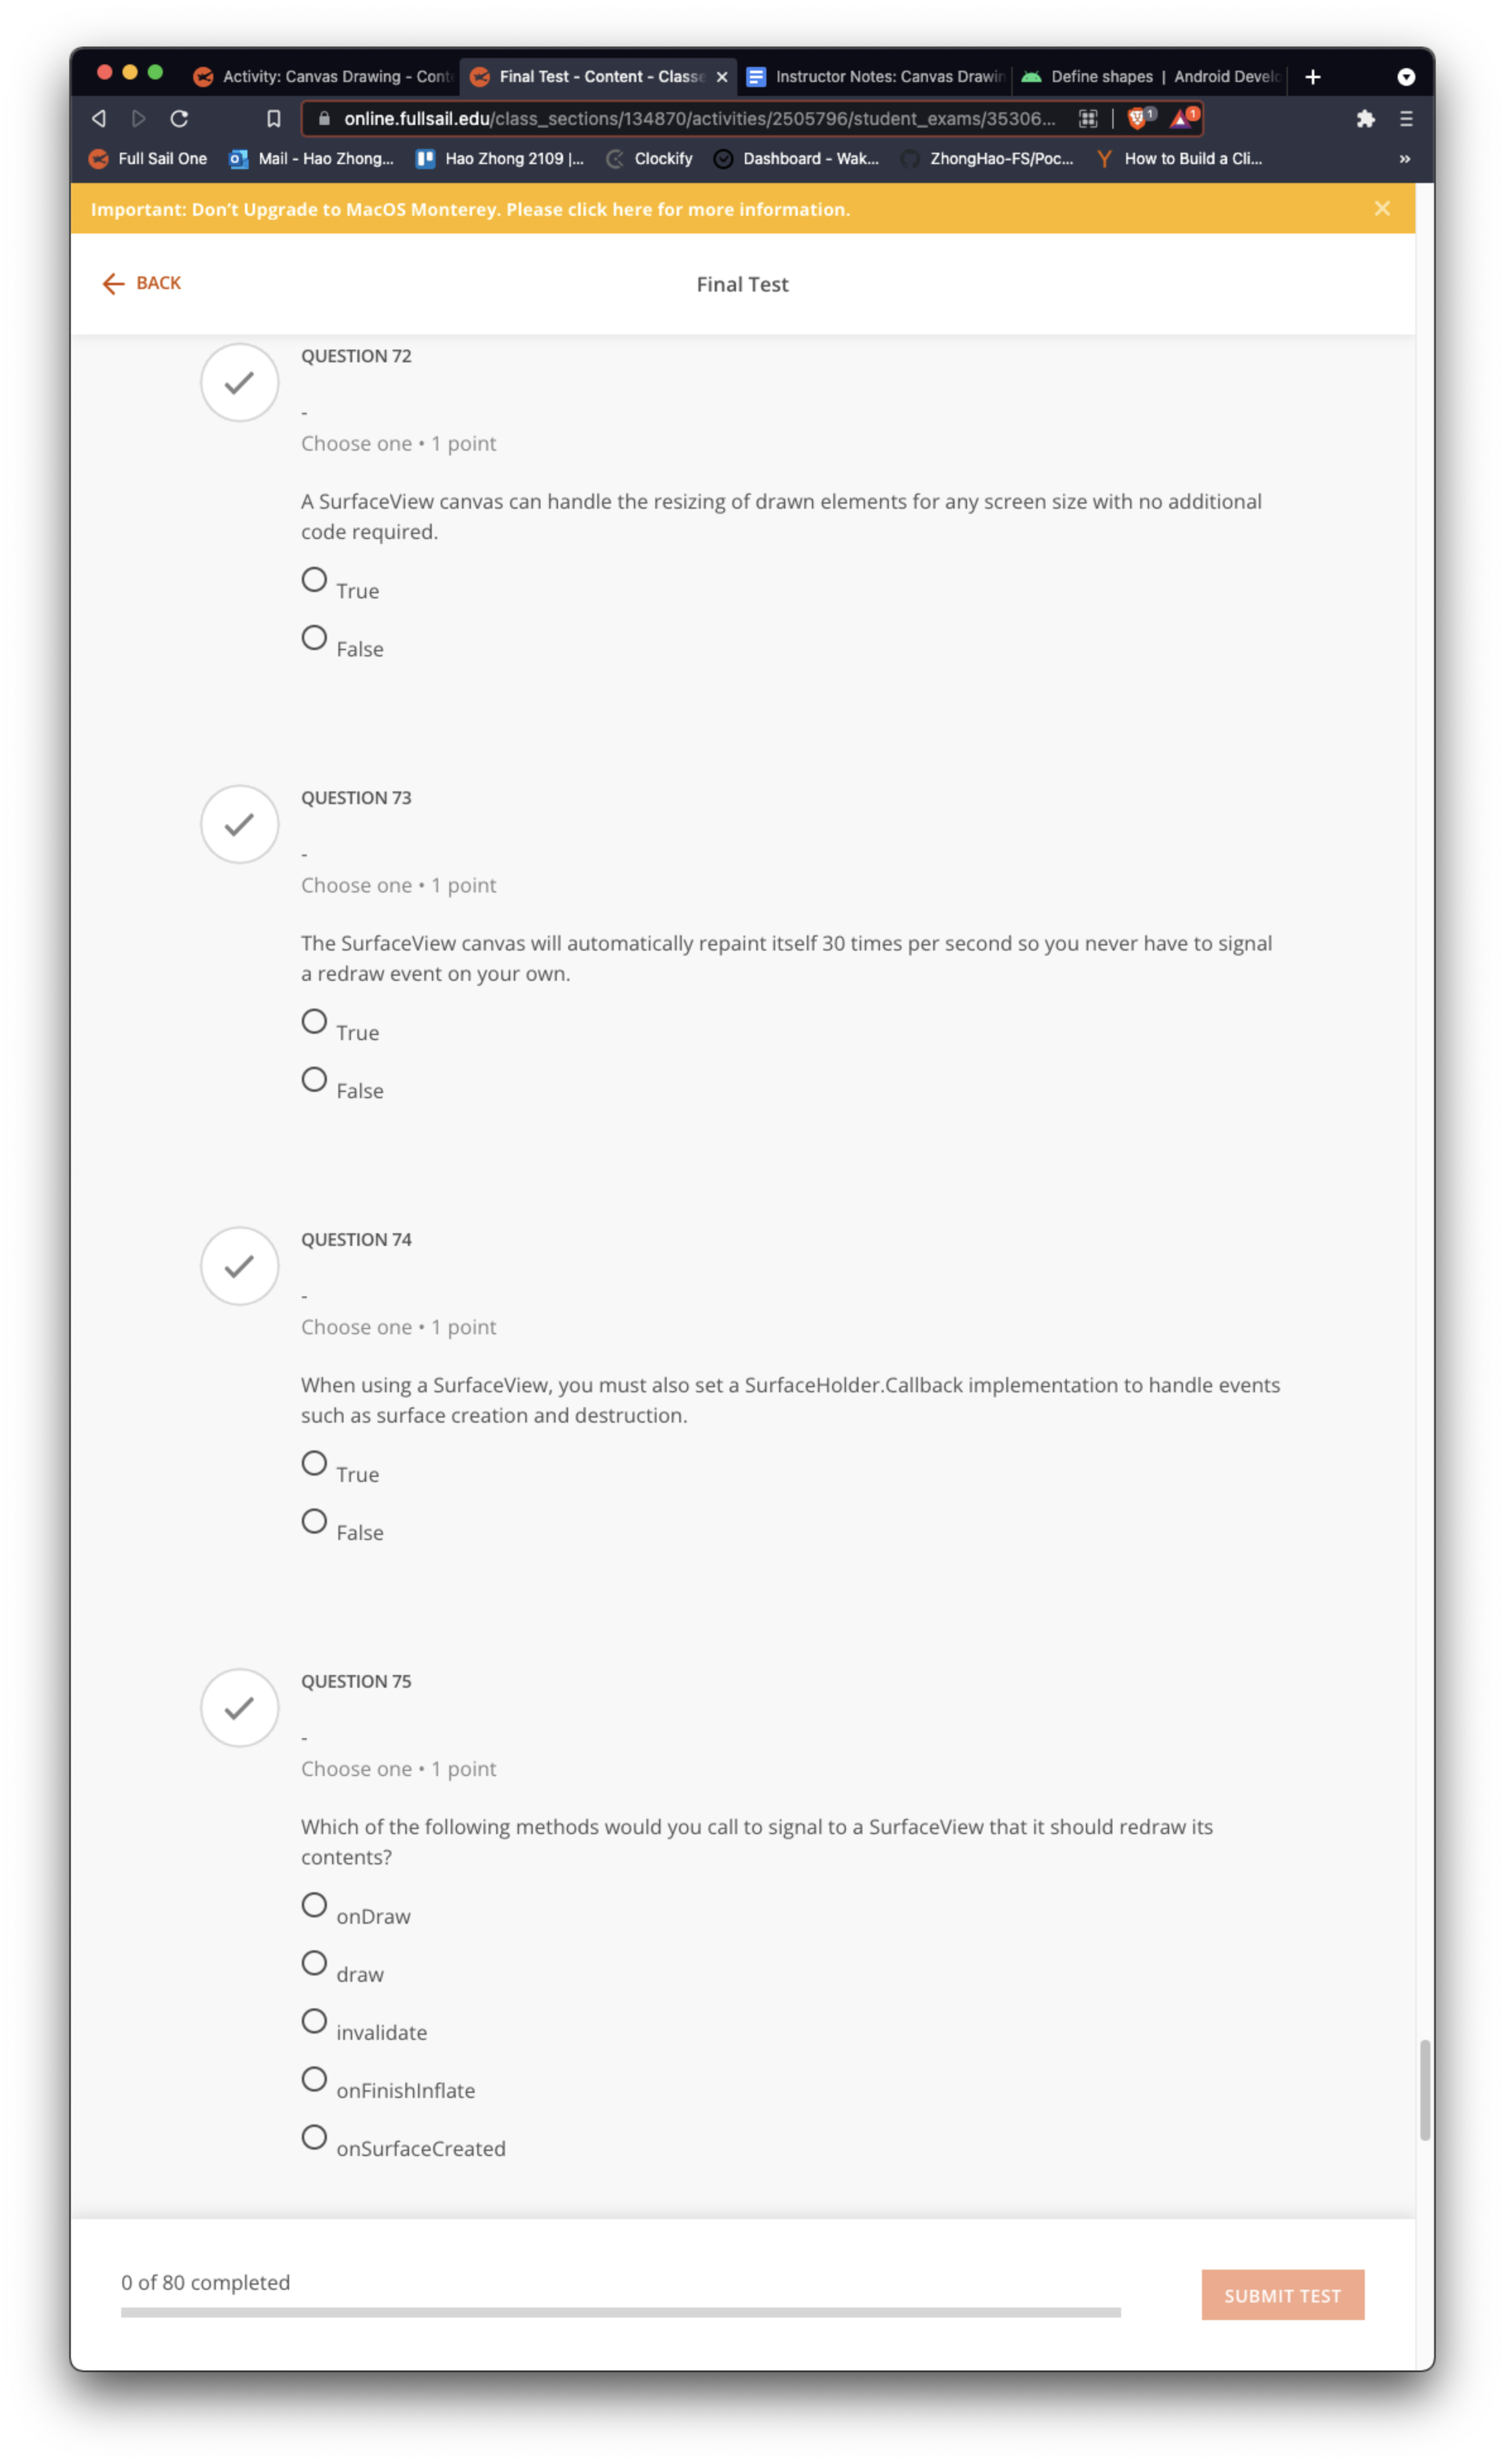 Activity: Canvas Drawing - Conte
Final Test - Content - Classe
Instructor Notes: Canvas Drawin
Define shapes | Android Develo
online.fullsail.edu/class_sections/134870/activities/2505796/student_exams/35306...
1
1
Full Sail One
Mail - Hao Zhong...
Hao Zhong 2109 |...
Clockify
Dashboard - Wak...
ZhongHao-FS/Poc...
How to Build a Cli...
»
Important: Don't Upgrade to MacOS Monterey. Please click here for more information.
BACK
Final Test
QUESTION 72
-
Choose one • 1 point
A SurfaceView canvas can handle the resizing of drawn elements for any screen size with no additional
code required.
True
False
QUESTION 73
-
Choose one • 1 point
The SurfaceView canvas will automatically repaint itself 30 times per second so you never have to signal
a redraw event on your own.
True
False
QUESTION 74
-
Choose one • 1 point
When using a SurfaceView, you must also set a SurfaceHolder.Callback implementation to handle events
such as surface creation and destruction.
True
False
QUESTION 75
-
Choose one • 1 point
Which of the following methods would you call to signal to a SurfaceView that it should redraw its
contents?
onDraw
draw
invalidate
onFinishInflate
onSurfaceCreated
0 of 80 completed
SUBMIT TEST